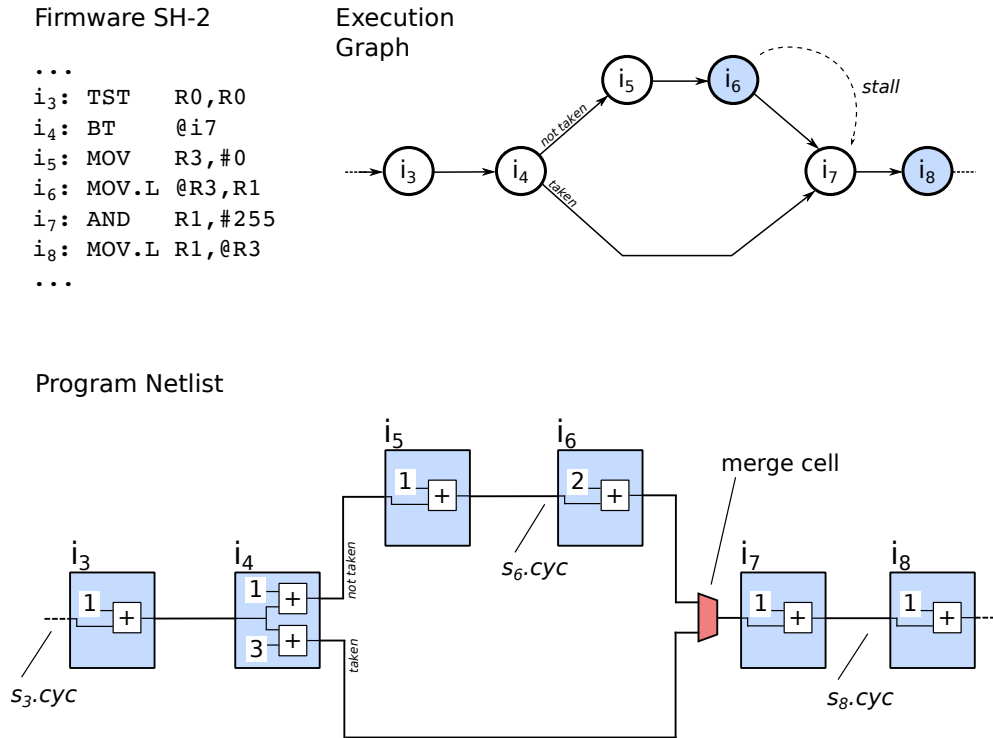 Firmware SH-2
...
i₃: TST R0,R0
i₄: BT @i7
i₅: MOV R3,#0
i₆: MOV.L @R3,R1
i₇: AND R1,#255
i₈: MOV.L R1,@R3
...
Execution
Graph
i₅
i₆
stall
not taken
i₃
i₄
i₇
i₈
taken
Program Netlist
i₅
1
+
i₆
2
+
merge cell
s₆.cyc
i₃
1
+
i₄
1
+
3
+
not taken
taken
i₇
1
+
i₈
1
+
s₃.cyc
s₈.cyc